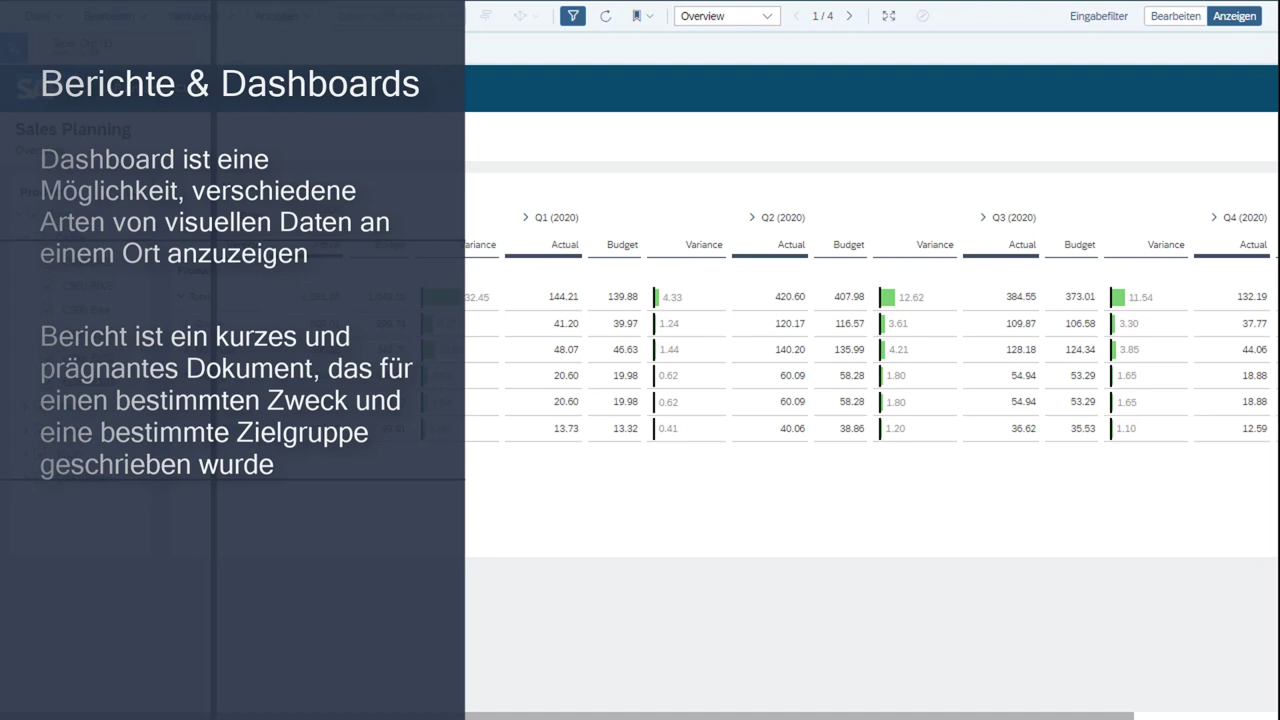 Overview
1 / 4
Eingabefilter
Bearbeiten
Anzeigen
Berichte & Dashboards
Sales Planning
Dashboard ist eine
Möglichkeit, verschiedene
Arten von visuellen Daten an
einem Ort anzuzeigen
Bericht ist ein kurzes und
prägnantes Dokument, das für
einen bestimmten Zweck und
eine bestimmte Zielgruppe
geschrieben wurde
Q1 (2020) Q2 (2020) Q3 (2020) Q4 (2020)
Actual Budget Variance Actual Budget Variance Actual Budget Variance Actual
32.45 144.21 139.88 4.33 420.60 407.98 12.62 384.55 373.01 11.54 132.19
41.20 39.97 1.24 120.17 116.57 3.61 109.87 106.58 3.30 37.77
48.07 46.63 1.44 140.20 135.99 4.21 128.18 124.34 3.85 44.06
20.60 19.98 0.62 60.09 58.28 1.80 54.94 53.29 1.65 18.88
20.60 19.98 0.62 60.09 58.28 1.80 54.94 53.29 1.65 18.88
13.73 13.32 0.41 40.06 38.86 1.20 36.62 35.53 1.10 12.59